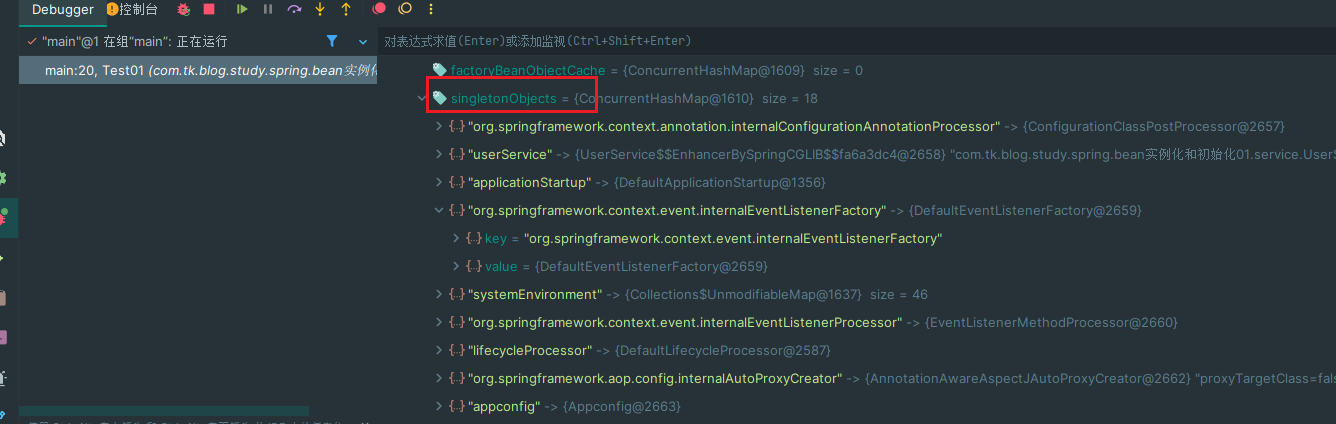 Debugger 控制台
"main"@1 在组"main": 正在运行
对表达式求值(Enter)或添加监视(Ctrl+Shift+Enter)
main:20, Test01 (com.tk.blog.study.spring.bean实例化
factoryBeanObjectCache = {ConcurrentHashMap@1609} size = 0
singletonObjects = {ConcurrentHashMap@1610} size = 18
{...} "org.springframework.context.annotation.internalConfigurationAnnotationProcessor" -> {ConfigurationClassPostProcessor@2657}
{...} "userService" -> {UserService$$EnhancerBySpringCGLIB$$fa6a3dc4@2658} "com.tk.blog.study.spring.bean实例化和初始化01.service.UserS
{...} "applicationStartup" -> {DefaultApplicationStartup@1356}
{...} "org.springframework.context.event.internalEventListenerFactory" -> {DefaultEventListenerFactory@2659}
{...} key = "org.springframework.context.event.internalEventListenerFactory"
{...} value = {DefaultEventListenerFactory@2659}
{...} "systemEnvironment" -> {Collections$UnmodifiableMap@1637} size = 46
{...} "org.springframework.context.event.internalEventListenerProcessor" -> {EventListenerMethodProcessor@2660}
{...} "lifecycleProcessor" -> {DefaultLifecycleProcessor@2587}
{...} "org.springframework.aop.config.internalAutoProxyCreator" -> {AnnotationAwareAspectJAutoProxyCreator@2662} "proxyTargetClass=fals
{...} "appconfig" -> {Appconfig@2663}